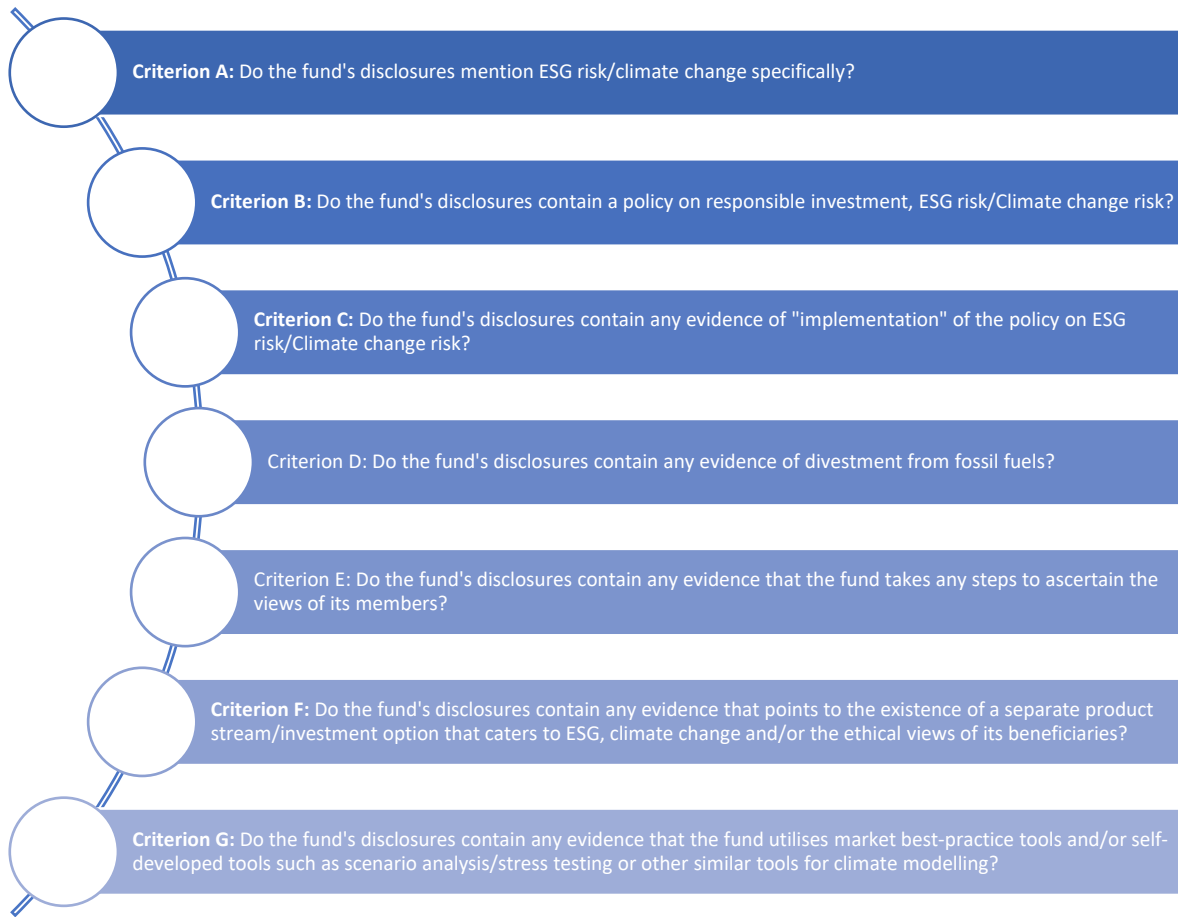 Criterion A: Do the fund's disclosures mention ESG risk/climate change specifically?
Criterion B: Do the fund's disclosures contain a policy on responsible investment, ESG risk/Climate change risk?
Criterion C: Do the fund's disclosures contain any evidence of "implementation" of the policy on ESG
risk/Climate change risk?
Criterion D: Do the fund's disclosures contain any evidence of divestment from fossil fuels?
Criterion E: Do the fund's disclosures contain any evidence that the fund takes any steps to ascertain the
views of its members?
Criterion F: Do the fund's disclosures contain any evidence that points to the existence of a separate product
stream/investment option that caters to ESG, climate change and/or the ethical views of its beneficiaries?
Criterion G: Do the fund's disclosures contain any evidence that the fund utilises market best-practice tools and/or self-
developed tools such as scenario analysis/stress testing or other similar tools for climate modelling?